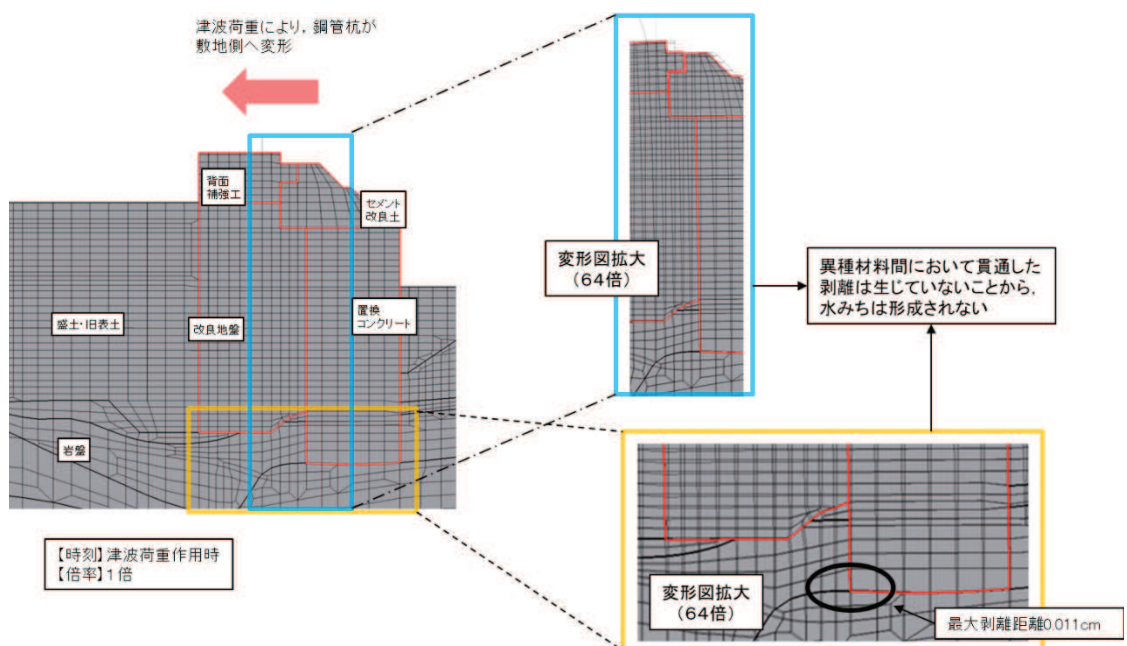 津波荷重により，鋼管杭が
敷地側へ変形
背面
補強工
セメント
改良土
盛土・旧表土
改良地盤
置換
コンクリート
岩盤
【時刻】津波荷重作用時
【倍率】1倍
変形図拡大
（64倍）
異種材料間において貫通した
剥離は生じていないことから，
水みちは形成されない
変形図拡大
（64倍）
最大剥離距離0.011cm